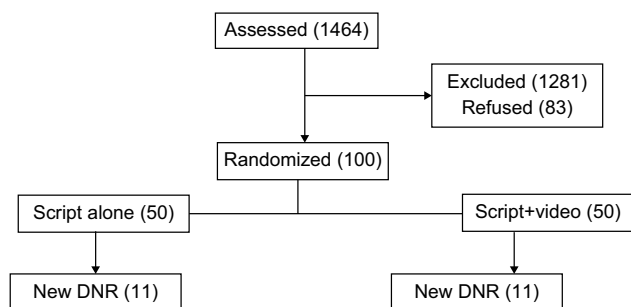 Assessed (1464)
Excluded (1281)
Refused (83)
Randomized (100)
Script alone (50)
Script+video (50)
New DNR (11)
New DNR (11)